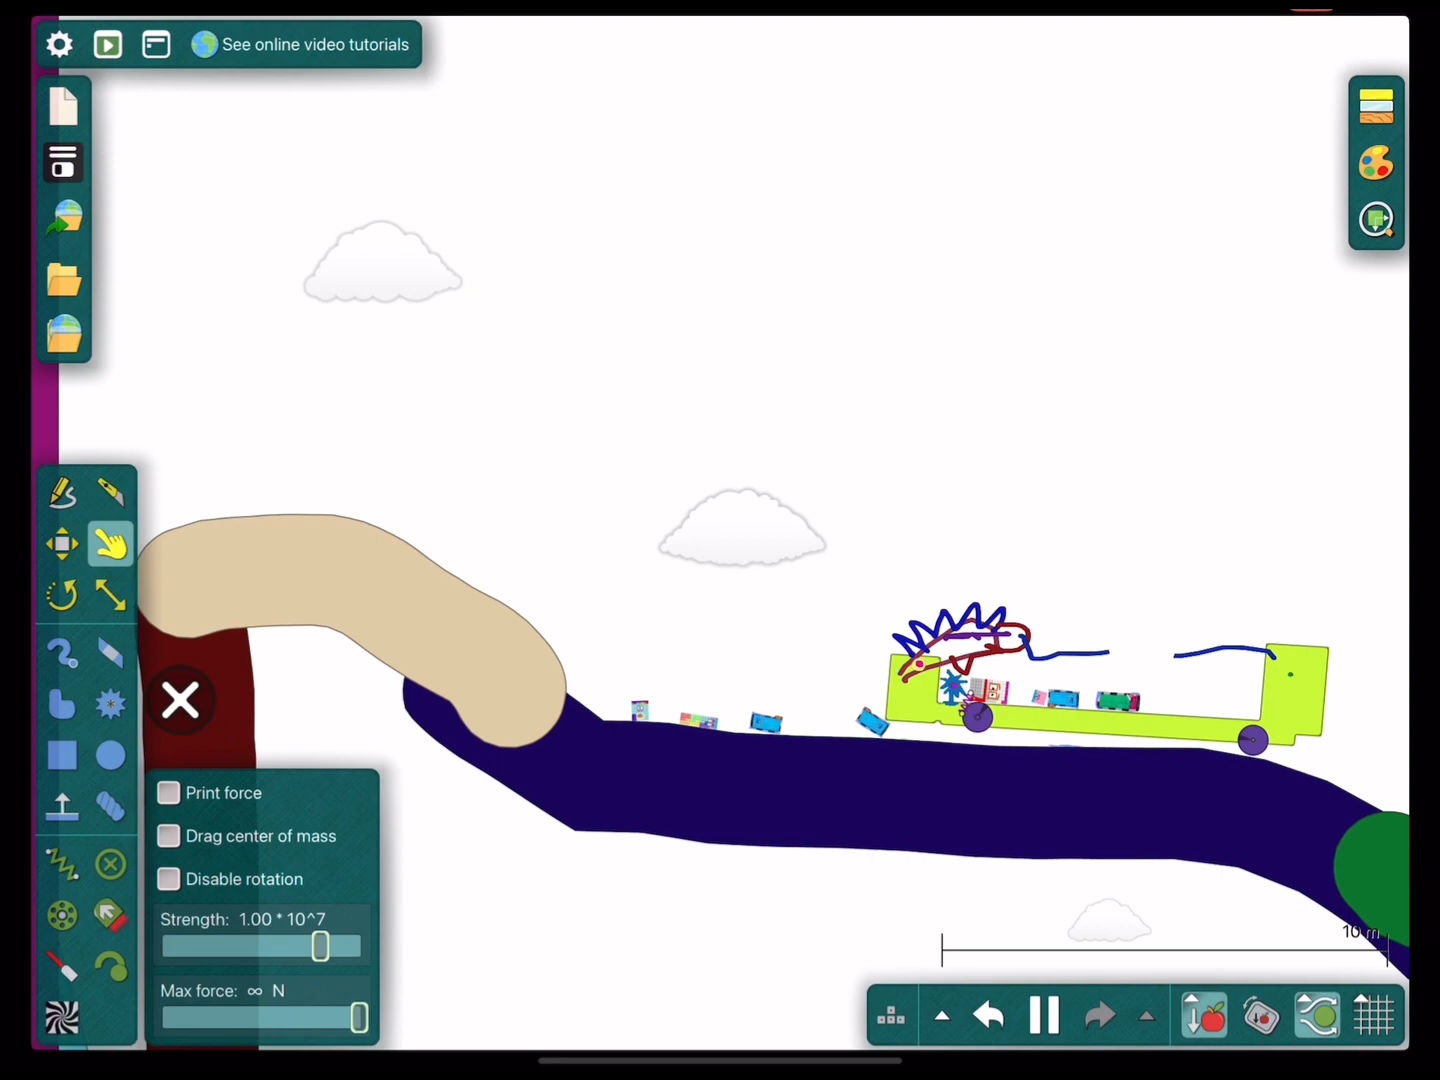 See online video tutorials
Print force
Drag center of mass
Disable rotation
Strength: 1.00 * 10^7
Max force: ∞ N
10 m